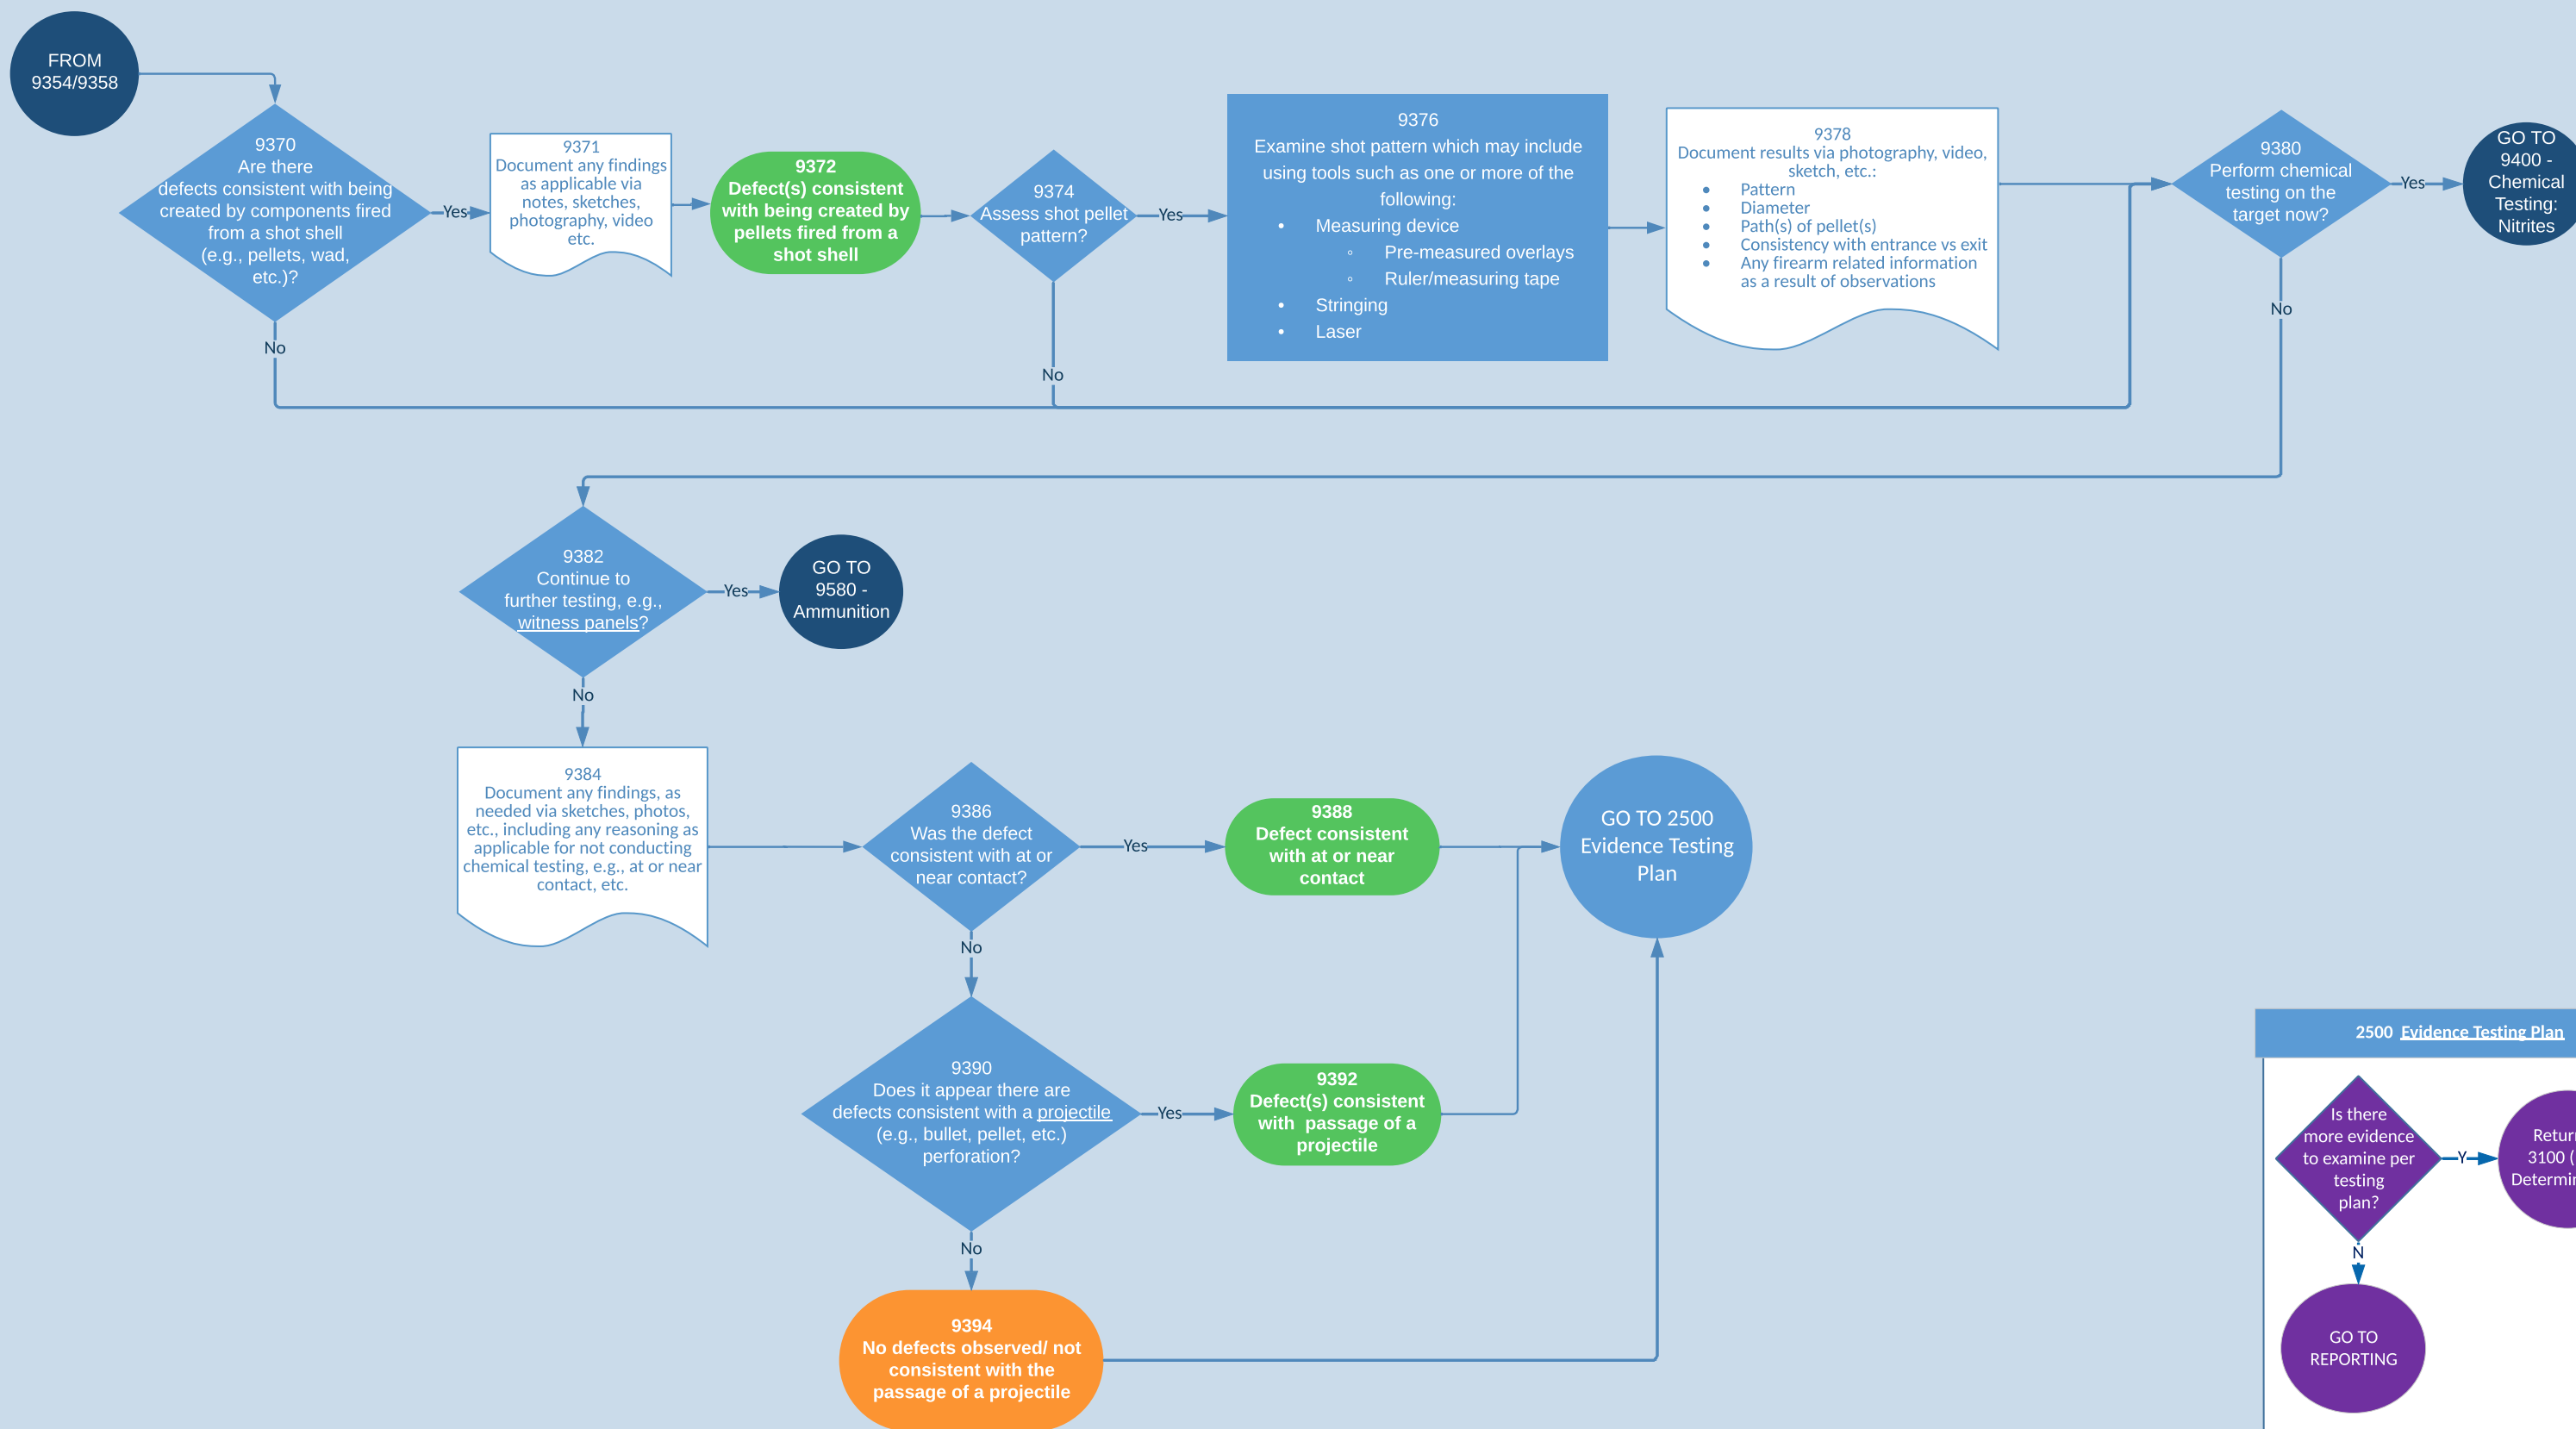 FROM
9354/9358
9370
Are there
defects consistent with being
created by components fired
from a shot shell
(e.g., pellets, wad,
etc.)?
Yes
No
9371
Document any findings
as applicable via
notes, sketches,
photography, video
etc.
9372
Defect(s) consistent
with being created by
pellets fired from a
shot shell
9374
Assess shot pellet
pattern?
Yes
No
9376
Examine shot pattern which may include
using tools such as one or more of the
following:
• Measuring device
◦ Pre-measured overlays
◦ Ruler/measuring tape
• Stringing
• Laser
9378
Document results via photography, video,
sketch, etc.:
• Pattern
• Diameter
• Path(s) of pellet(s)
• Consistency with entrance vs exit
• Any firearm related information
as a result of observations
9380
Perform chemical
testing on the
target now?
Yes
No
GO TO
9400 -
Chemical
Testing:
Nitrites
9382
Continue to
further testing, e.g.,
witness panels?
Yes
No
GO TO
9580 -
Ammunition
9384
Document any findings, as
needed via sketches, photos,
etc., including any reasoning as
applicable for not conducting
chemical testing, e.g., at or near
contact, etc.
9386
Was the defect
consistent with at or
near contact?
Yes
No
9388
Defect consistent
with at or near
contact
GO TO 2500
Evidence Testing
Plan
9390
Does it appear there are
defects consistent with a projectile
(e.g., bullet, pellet, etc.)
perforation?
Yes
No
9392
Defect(s) consistent
with  passage of a
projectile
9394
No defects observed/ not
consistent with the
passage of a projectile
2500  Evidence Testing Plan
Is there
more evidence
to examine per
testing
plan?
Y
N
Retur
3100 (
Determin
GO TO
REPORTING